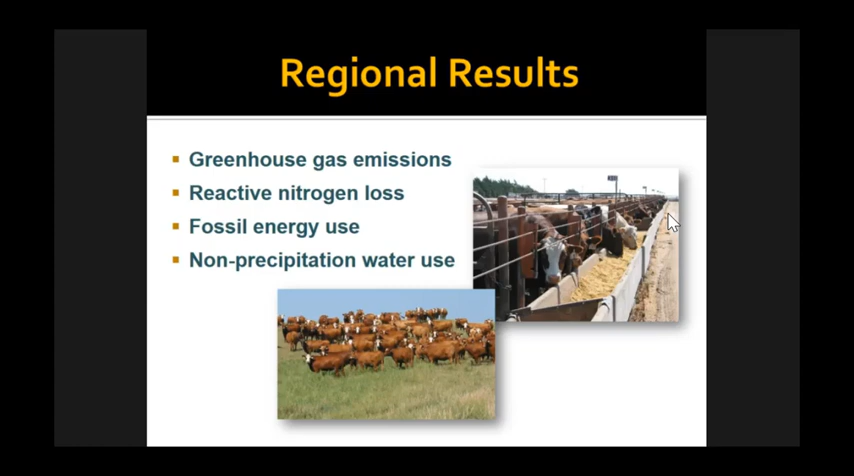 Regional Results
Greenhouse gas emissions
Reactive nitrogen loss
Fossil energy use
Non-precipitation water use